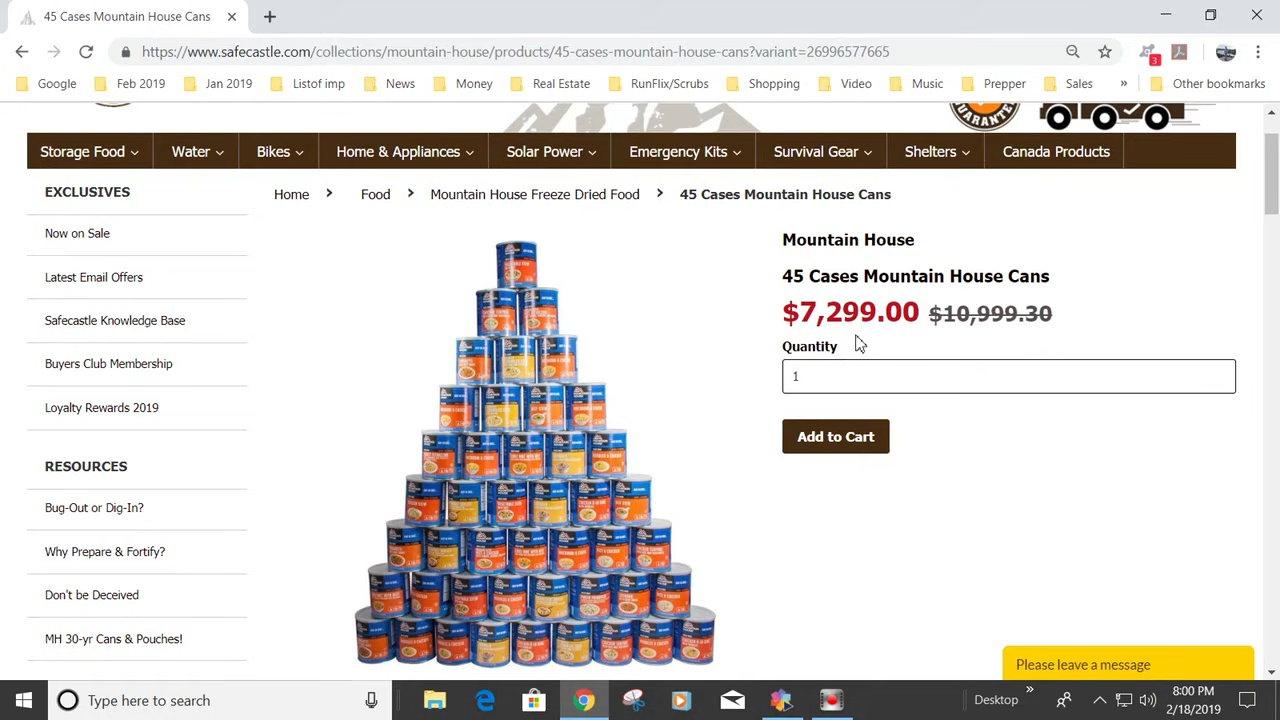 45 Cases Mountain House Cans
https://www.safecastle.com/collections/mountain-house/products/45-cases-mountain-house-cans?variant=26996577665
3
Google Feb 2019 Jan 2019 Listof imp News Money Real Estate RunFlix/Scrubs Shopping Video Music Prepper Sales » Other bookmarks
Storage Food Water Bikes Home & Appliances Solar Power Emergency Kits Survival Gear Shelters Canada Products
EXCLUSIVES
Now on Sale
Latest Email Offers
Safecastle Knowledge Base
Buyers Club Membership
Loyalty Rewards 2019
RESOURCES
Bug-Out or Dig-In?
Why Prepare & Fortify?
Don't be Deceived
MH 30-yr Cans & Pouches!
Home > Food > Mountain House Freeze Dried Food > 45 Cases Mountain House Cans
Mountain House
45 Cases Mountain House Cans
$7,299.00 $10,999.30
Quantity
1
Add to Cart
Please leave a message
Type here to search
Desktop »
8:00 PM
2/18/2019